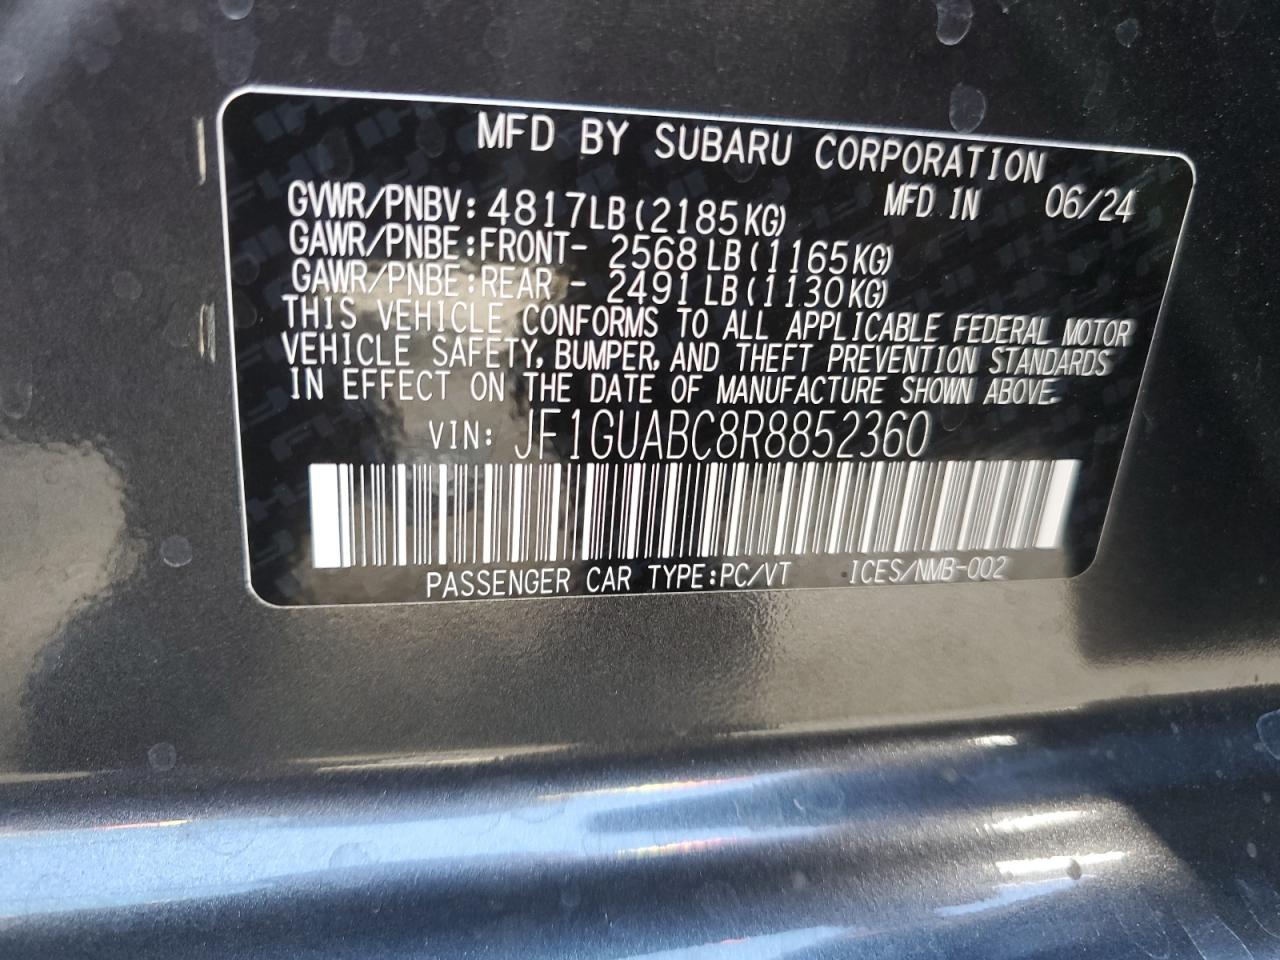 MFD BY SUBARU CORPORATION
MFD IN 06/24
GVWR/PNBV: 4817LB (2185KG)
GAWR/PNBE:FRONT- 2568 LB (1165KG)
GAWR/PNBE:REAR - 2491 LB (1130KG)
THIS VEHICLE CONFORMS TO ALL APPLICABLE FEDERAL MOTOR
VEHICLE SAFETY, BUMPER, AND THEFT PREVENTION STANDARDS
IN EFFECT ON THE DATE OF MANUFACTURE SHOWN ABOVE.
VIN: JF1GUABC8R8852360
PASSENGER CAR TYPE:PC/VT ICES/NMB-002